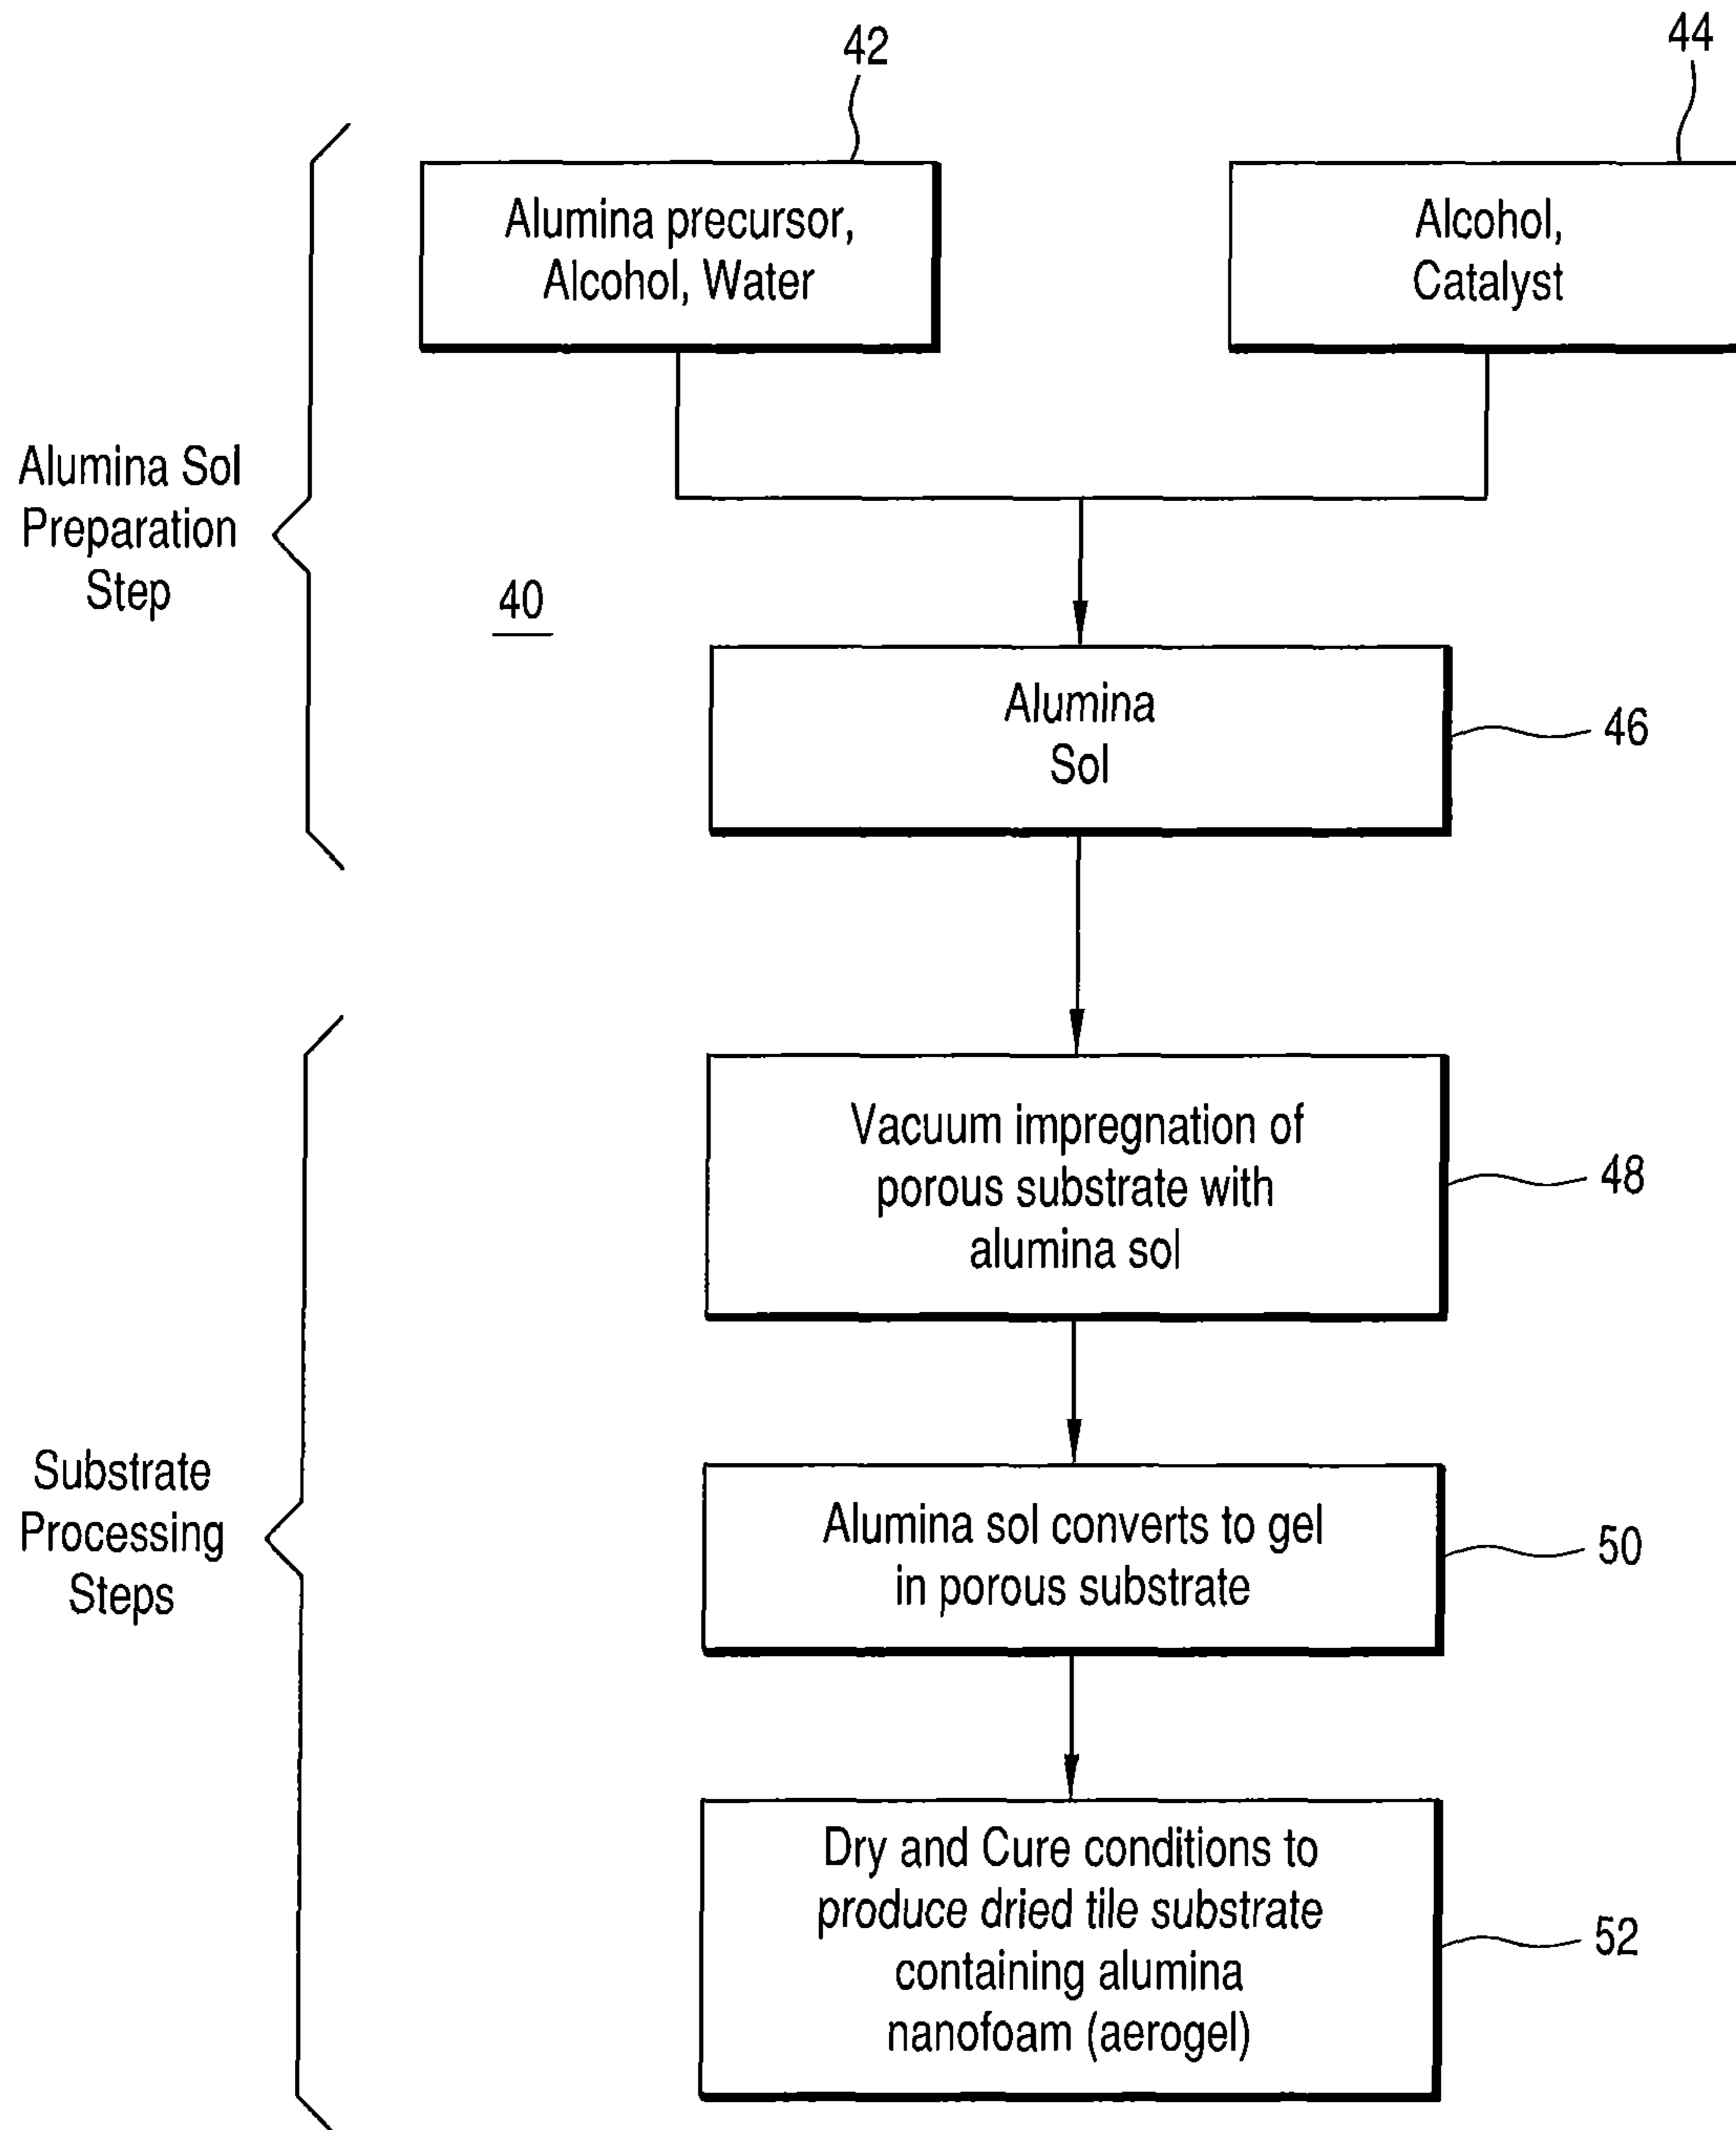 42
44
Alumina precursor,
Alcohol, Water
Alcohol,
Catalyst
Alumina Sol
Preparation
Step
40
Alumina
Sol
46
Vacuum impregnation of
porous substrate with
alumina sol
48
Substrate
Processing
Steps
Alumina sol converts to gel
in porous substrate
50
Dry and Cure conditions to
produce dried tile substrate
containing alumina
nanofoam (aerogel)
52